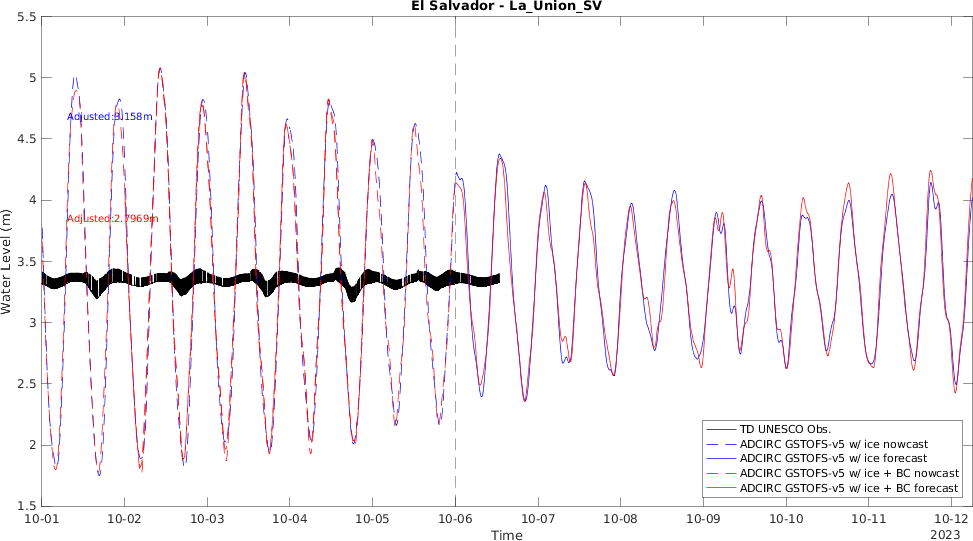 El Salvador - La_Union_SV
5.5
5
4.5
4
3.5
3
2.5
2
1.5
Water Level (m)
Adjusted:3.158m
Adjusted:2.7969m
TD UNESCO Obs.
ADCIRC GSTOFS-v5 w/ ice nowcast
ADCIRC GSTOFS-v5 w/ ice forecast
ADCIRC GSTOFS-v5 w/ ice + BC nowcast
ADCIRC GSTOFS-v5 w/ ice + BC forecast
10-01 10-02 10-03 10-04 10-05 10-06 10-07 10-08 10-09 10-10 10-11 10-12
Time
2023